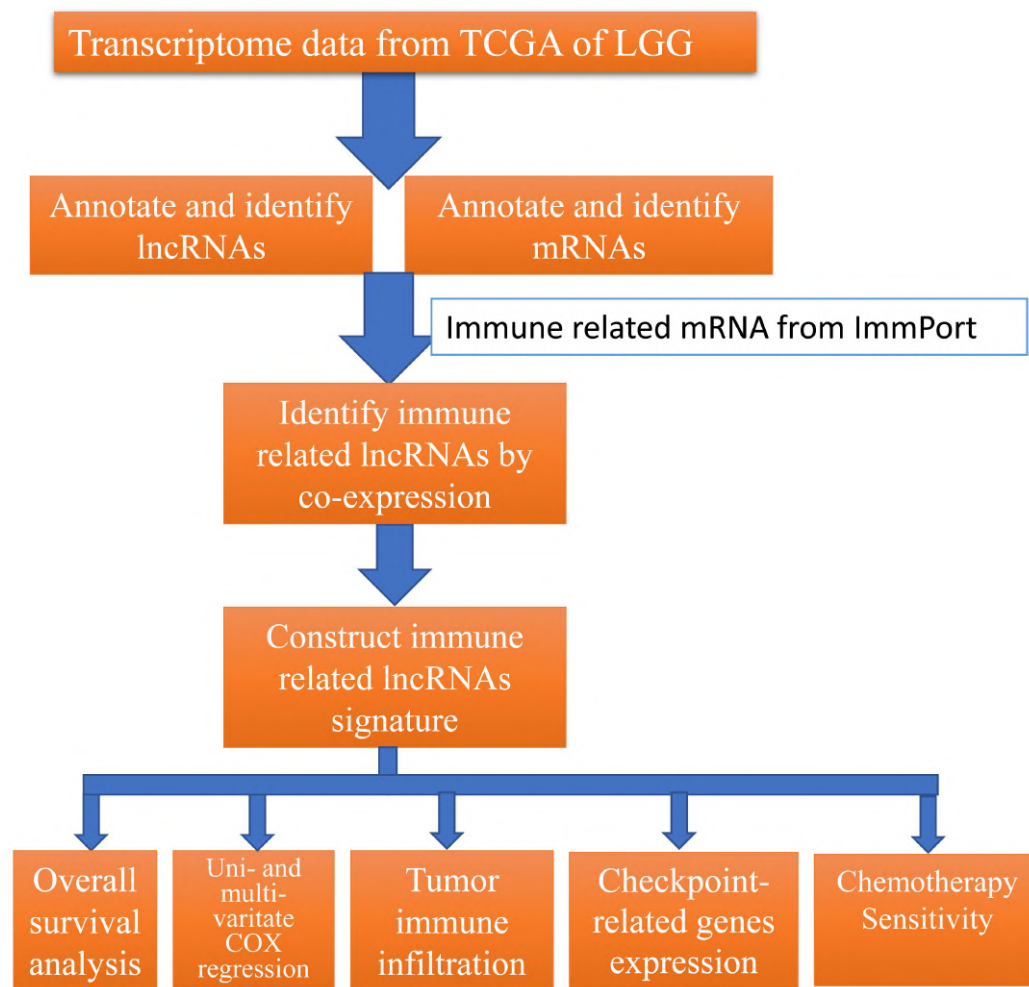 Transcriptome data from TCGA of LGG
Annotate and identify
lncRNAs
Annotate and identify
mRNAs
Immune related mRNA from ImmPort
Identify immune
related lncRNAs by
co-expression
Construct immune
related lncRNAs
signature
Overall
survival
analysis
Uni- and
multi-
varitate
COX
regression
Tumor
immune
infiltration
Checkpoint-
related genes
expression
Chemotherapy
Sensitivity